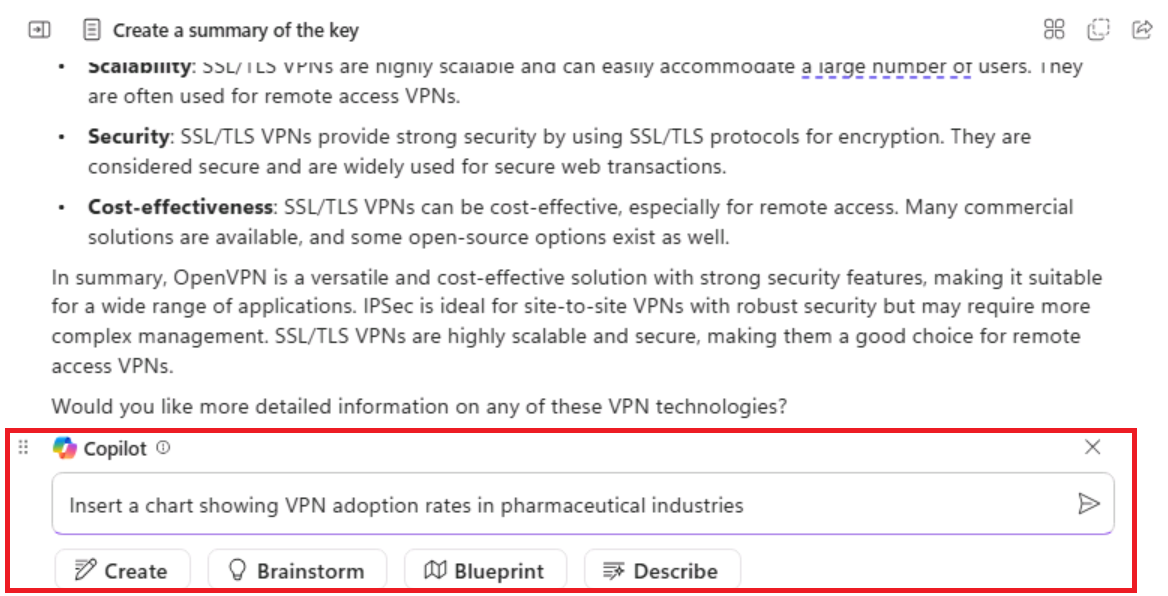 Create a summary of the key
• Scalability: SSL/TLS VPNs are highly scalable and can easily accommodate a large number of users. They
are often used for remote access VPNs.
• Security: SSL/TLS VPNs provide strong security by using SSL/TLS protocols for encryption. They are
considered secure and are widely used for secure web transactions.
• Cost-effectiveness: SSL/TLS VPNs can be cost-effective, especially for remote access. Many commercial
solutions are available, and some open-source options exist as well.
In summary, OpenVPN is a versatile and cost-effective solution with strong security features, making it suitable
for a wide range of applications. IPSec is ideal for site-to-site VPNs with robust security but may require more
complex management. SSL/TLS VPNs are highly scalable and secure, making them a good choice for remote
access VPNs.
Would you like more detailed information on any of these VPN technologies?
Copilot
Insert a chart showing VPN adoption rates in pharmaceutical industries
Create Brainstorm Blueprint Describe